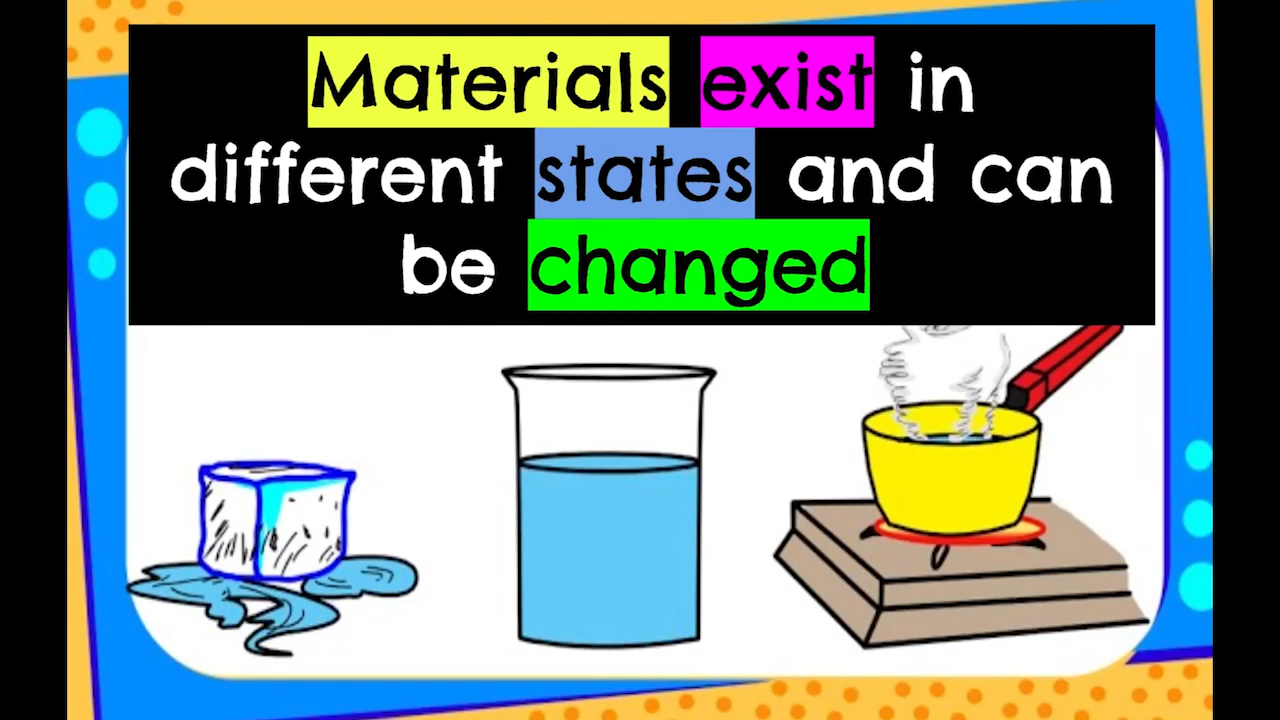 Materials exist in
different states and can
be changed